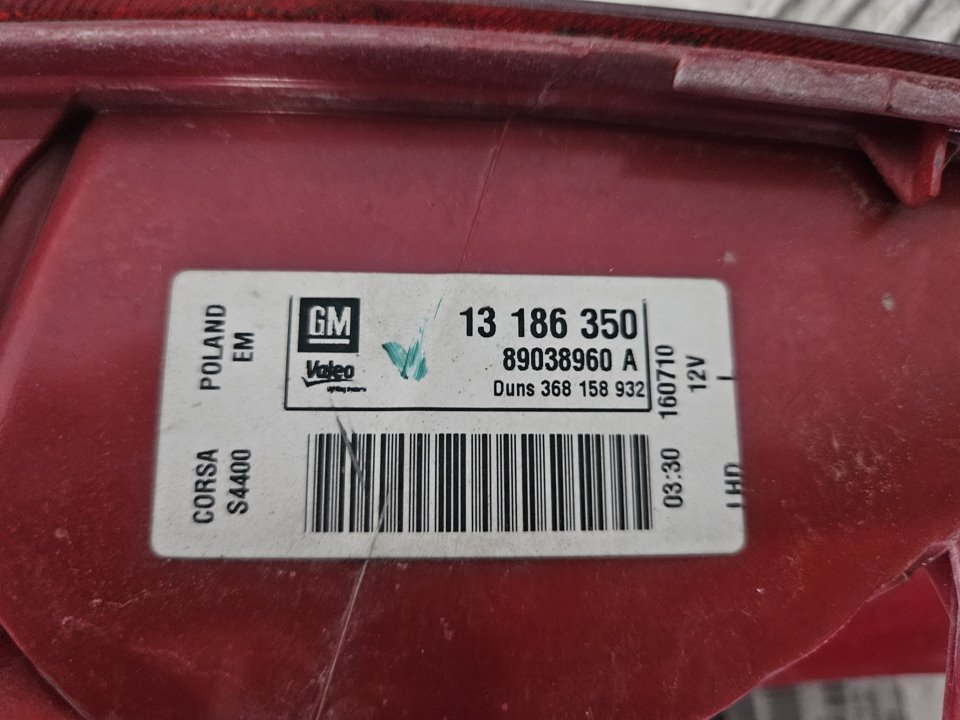 GM
Valeo
13 186 350
89038960 A
Duns 368 158 932
POLAND
EM
CORSA
S4400
160710
12V
03:30
LHD